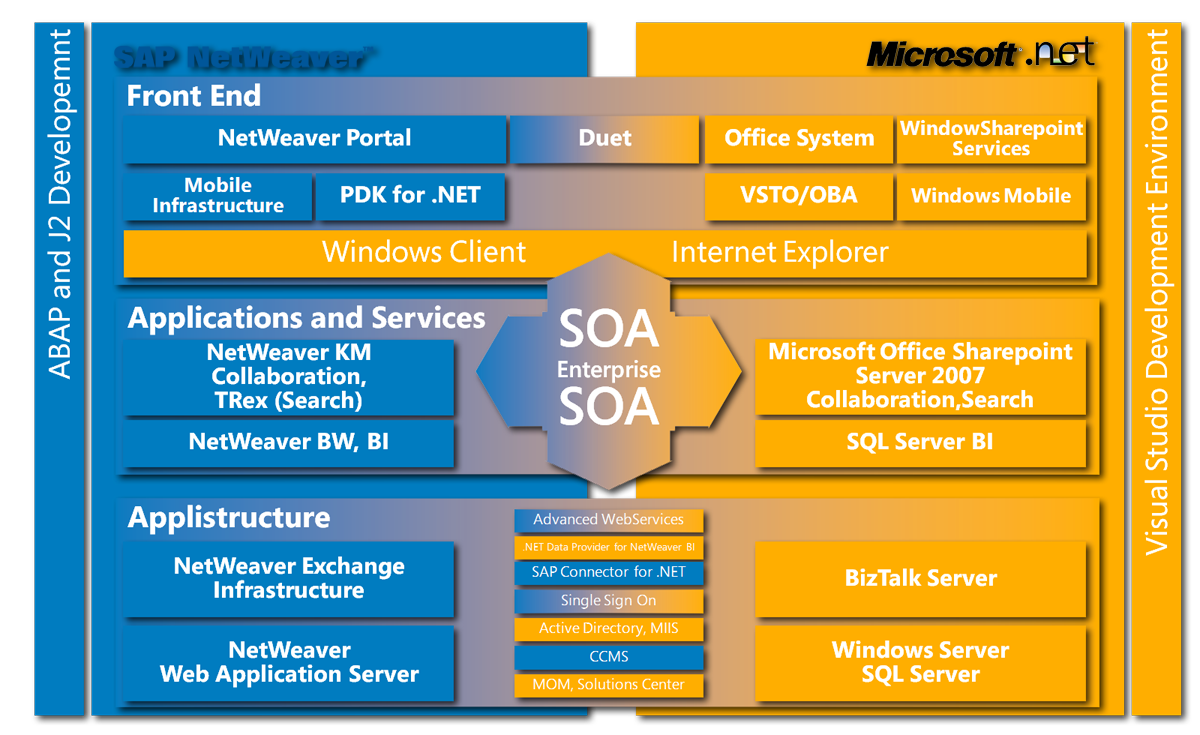 ABAP and J2 Developemnt
SAP NetWeaver™
Microsoft™ .net
Visual Studio Development Environment
Front End
NetWeaver Portal
Duet
Office System
WindowSharepoint
Services
Mobile
Infrastructure
PDK for .NET
VSTO/OBA
Windows Mobile
Windows Client
Internet Explorer
Applications and Services
NetWeaver KM
Collaboration,
TRex (Search)
NetWeaver BW, BI
SOA
Enterprise
SOA
Microsoft Office Sharepoint
Server 2007
Collaboration,Search
SQL Server BI
Applistructure
NetWeaver Exchange
Infrastructure
NetWeaver
Web Application Server
Advanced WebServices
.NET Data Provider for NetWeaver BI
SAP Connector for .NET
Single Sign On
Active Directory, MIIS
CCMS
MOM, Solutions Center
BizTalk Server
Windows Server
SQL Server